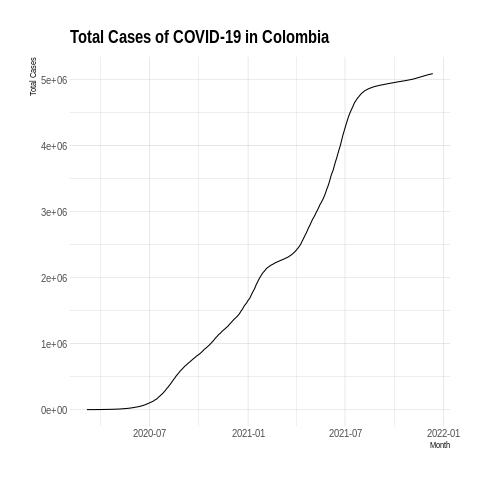 Total Cases of COVID-19 in Colombia
Total Cases
5e+06
4e+06
3e+06
2e+06
1e+06
0e+00
2020-07 2021-01 2021-07 2022-01
Month